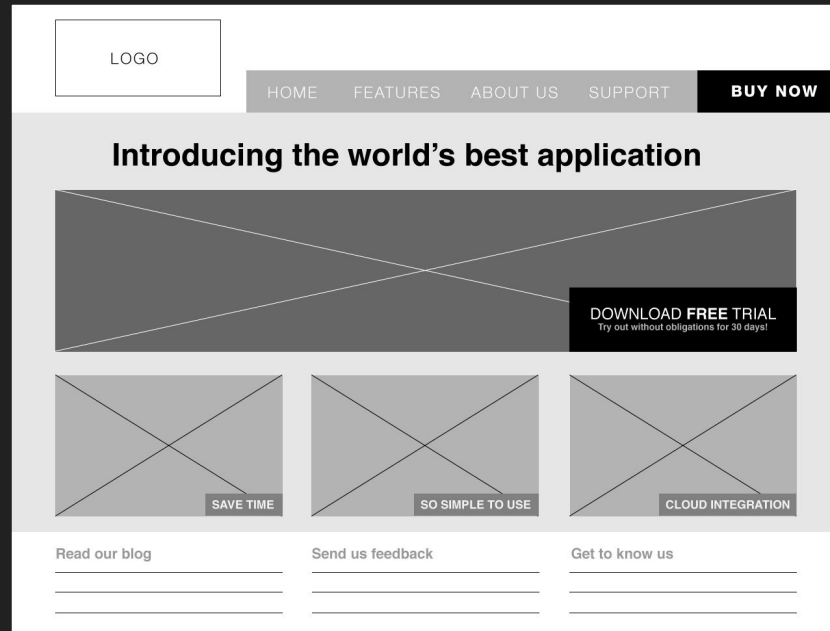 LOGO
HOME FEATURES ABOUT US SUPPORT BUY NOW
Introducing the world's best application
DOWNLOAD FREE TRIAL
Try out without obligations for 30 days!
SAVE TIME
SO SIMPLE TO USE
CLOUD INTEGRATION
Read our blog
Send us feedback
Get to know us